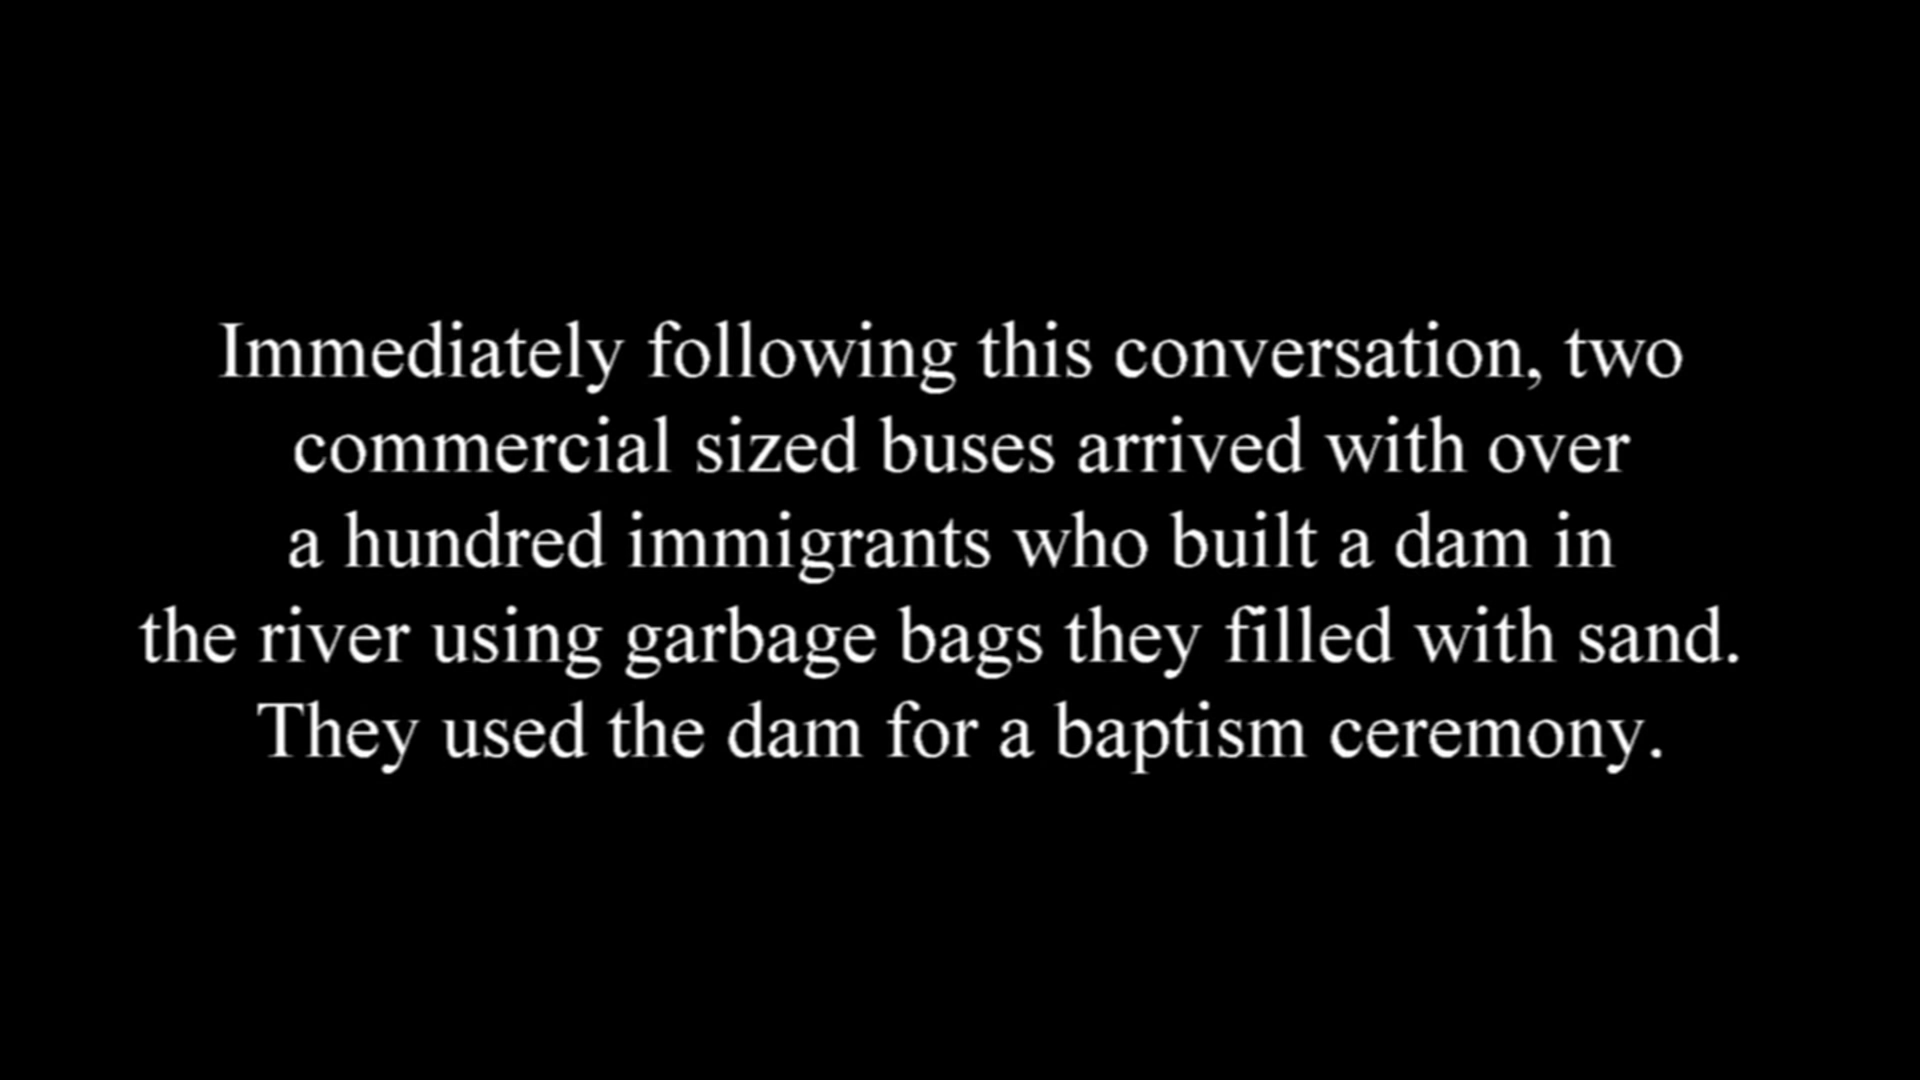 Immediately following this conversation, two
commercial sized buses arrived with over
a hundred immigrants who built a dam in
the river using garbage bags they filled with sand.
They used the dam for a baptism ceremony.